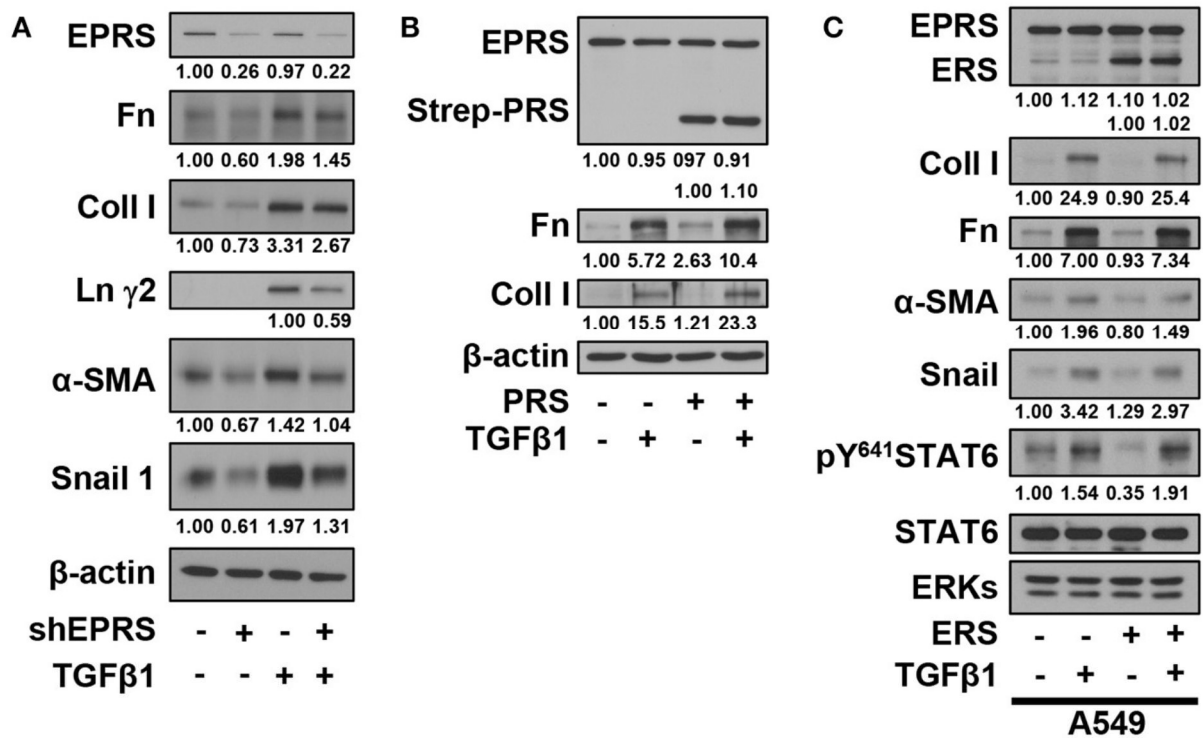 A
EPRS
1.00 0.26 0.97 0.22
Fn
1.00 0.60 1.98 1.45
Coll I
1.00 0.73 3.31 2.67
Ln γ2
1.00 0.59
α-SMA
1.00 0.67 1.42 1.04
Snail 1
1.00 0.61 1.97 1.31
β-actin
shEPRS - + - +
TGFβ1 - - + +
B
EPRS
Strep-PRS
1.00 0.95 097 0.91
1.00 1.10
Fn
1.00 5.72 2.63 10.4
Coll I
1.00 15.5 1.21 23.3
β-actin
PRS - - + +
TGFβ1 - + - +
C
EPRS
ERS
1.00 1.12 1.10 1.02
1.00 1.02
Coll I
1.00 24.9 0.90 25.4
Fn
1.00 7.00 0.93 7.34
α-SMA
1.00 1.96 0.80 1.49
Snail
1.00 3.42 1.29 2.97
pY⁶⁴¹STAT6
1.00 1.54 0.35 1.91
STAT6
ERKs
ERS - - + +
TGFβ1 - + - +
A549